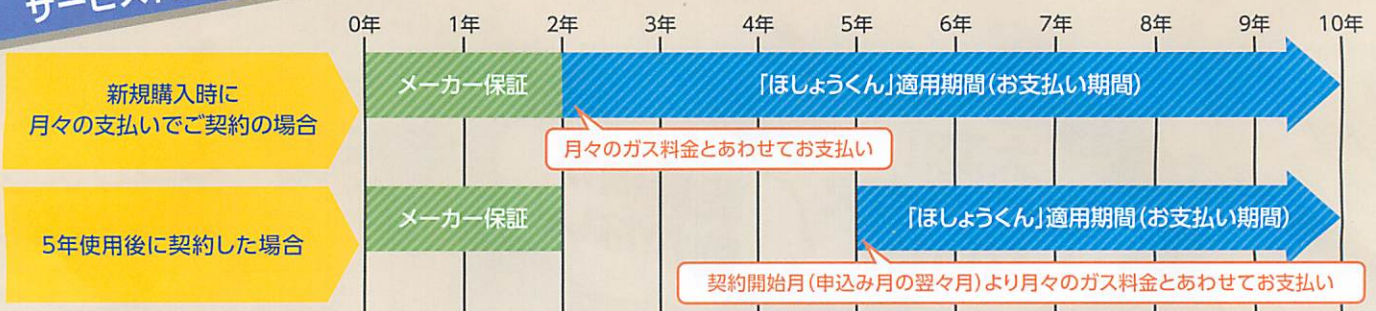 0年 1年 2年 3年 4年 5年 6年 7年 8年 9年 10年
新規購入時に
月々の支払いでご契約の場合
メーカー保証
「ほしょうくん」適用期間(お支払い期間)
月々のガス料金とあわせてお支払い
5年使用後に契約した場合
メーカー保証
「ほしょうくん」適用期間(お支払い期間)
契約開始月(申込み月の翌々月)より月々のガス料金とあわせてお支払い